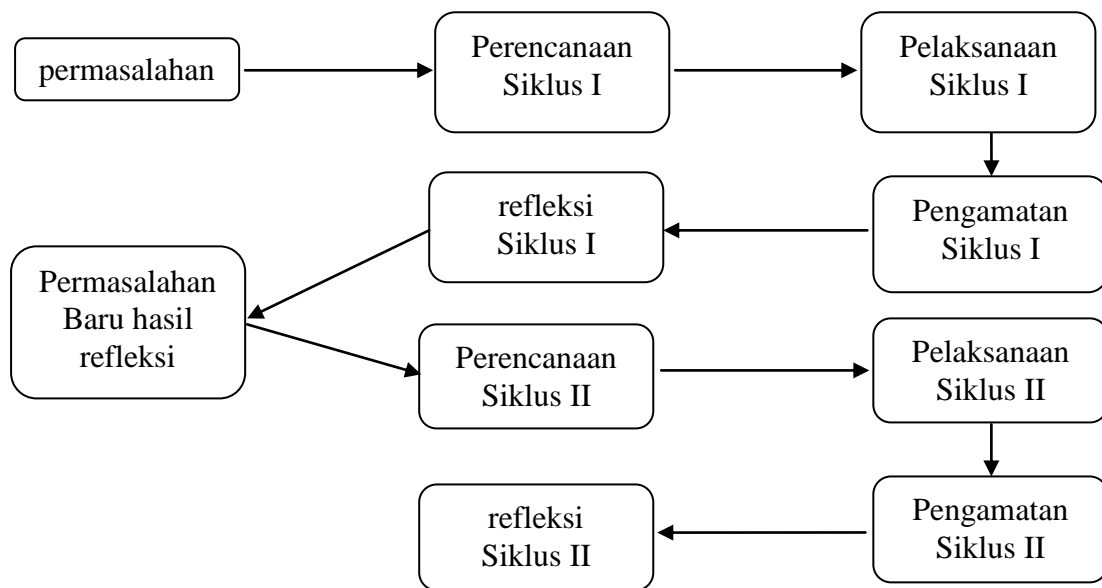 permasalahan
Perencanaan
Siklus I
Pelaksanaan
Siklus I
Pengamatan
Siklus I
refleksi
Siklus I
Permasalahan
Baru hasil
refleksi
Perencanaan
Siklus II
Pelaksanaan
Siklus II
Pengamatan
Siklus II
refleksi
Siklus II